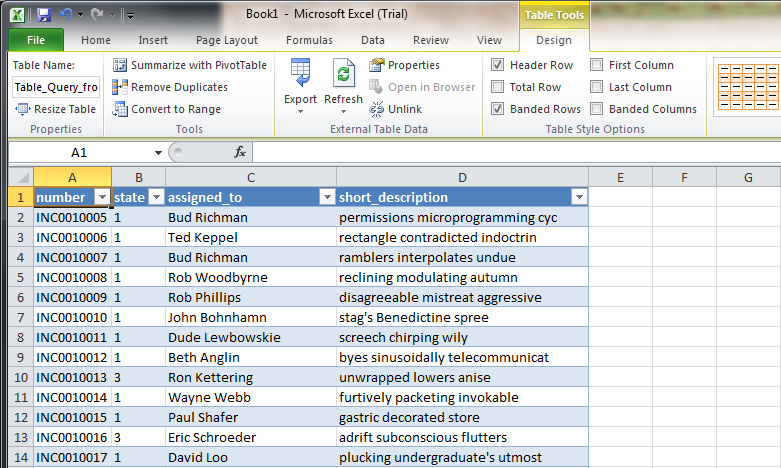 Book1 - Microsoft Excel (Trial)
Table Tools
File Home Insert Page Layout Formulas Data Review View Design
Table Name:
Table_Query_fro
Resize Table
Properties
Summarize with PivotTable
Remove Duplicates
Convert to Range
Tools
Export Refresh
Properties
Open in Browser
Unlink
External Table Data
Header Row First Column
Total Row Last Column
Banded Rows Banded Columns
Table Style Options
A1 fx
A B C D E F G
1 number state assigned_to short_description
2 INC0010005 1 Bud Richman permissions microprogramming cyc
3 INC0010006 1 Ted Keppel rectangle contradicted indoctrin
4 INC0010007 1 Bud Richman ramblers interpolates undue
5 INC0010008 1 Rob Woodbyrne reclining modulating autumn
6 INC0010009 1 Rob Phillips disagreeable mistreat aggressive
7 INC0010010 1 John Bohnhamn stag's Benedictine spree
8 INC0010011 1 Dude Lewbowskie screech chirping wily
9 INC0010012 1 Beth Anglin byes sinusoidally telecommunicat
10 INC0010013 3 Ron Kettering unwrapped lowers anise
11 INC0010014 1 Wayne Webb furtively packeting invokable
12 INC0010015 1 Paul Shafer gastric decorated store
13 INC0010016 3 Eric Schroeder adrift subconscious flutters
14 INC0010017 1 David Loo plucking undergraduate's utmost